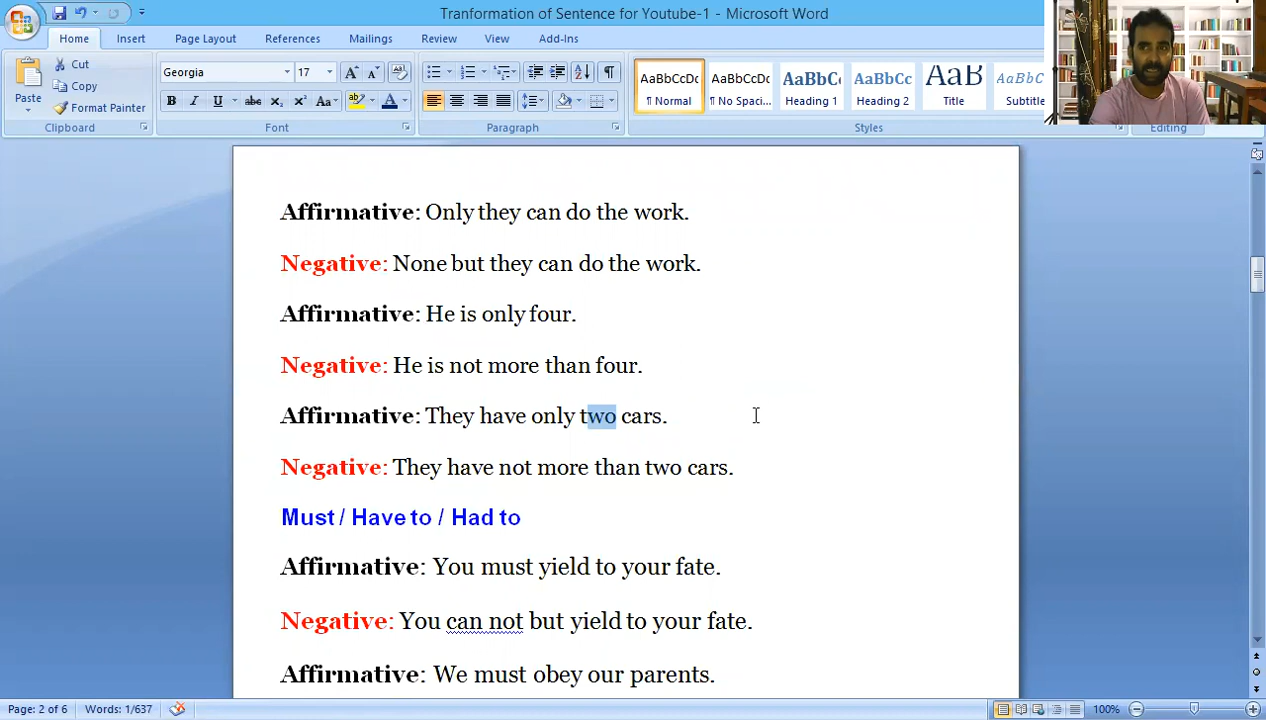 Tranformation of Sentence for Youtube-1 - Microsoft Word
Home Insert Page Layout References Mailings Review View Add-Ins
Cut
Copy
Format Painter
Paste
Clipboard
Georgia 17
Font
Paragraph
AaBbCcDc AaBbCcDc AaBbC AaBbCc AaB AaBbC
¶ Normal ¶ No Spaci... Heading 1 Heading 2 Title Subtitle
Styles
Editing
Affirmative: Only they can do the work.
Negative: None but they can do the work.
Affirmative: He is only four.
Negative: He is not more than four.
Affirmative: They have only two cars.
Negative: They have not more than two cars.
Must / Have to / Had to
Affirmative: You must yield to your fate.
Negative: You can not but yield to your fate.
Affirmative: We must obey our parents.
Page: 2 of 6 Words: 1/637 100%